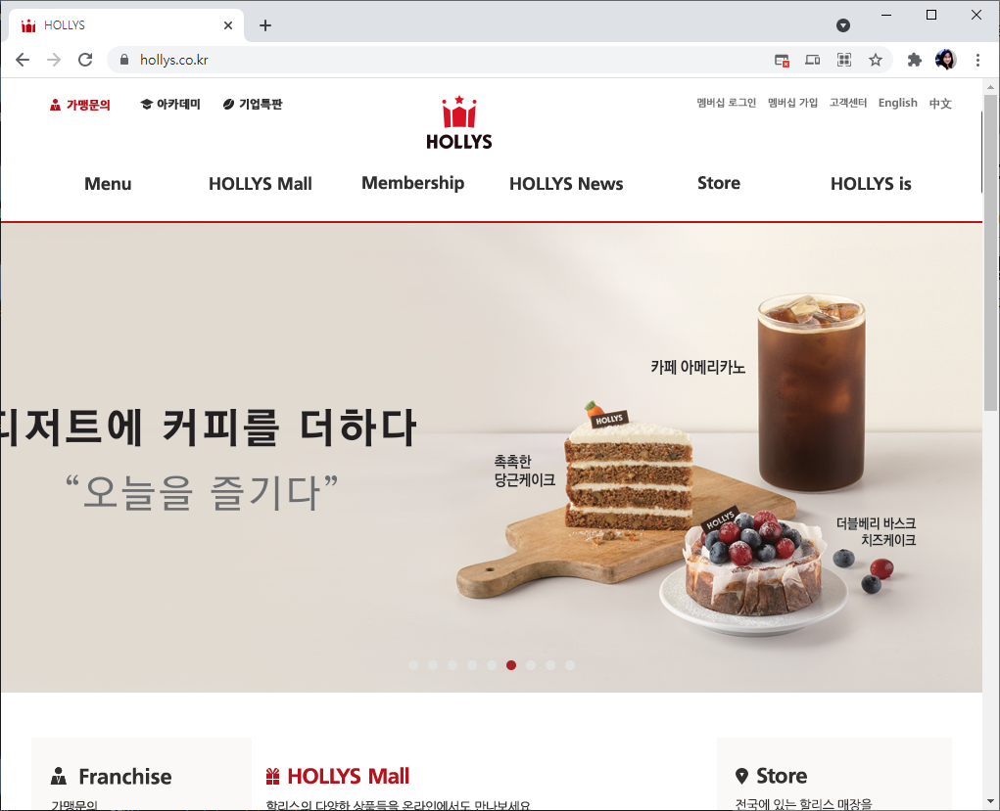 HOLLYS
hollys.co.kr
가맹문의 아카데미 기업특판
멤버십 로그인 멤버십 가입 고객센터 English 中文
HOLLYS
Menu HOLLYS Mall Membership HOLLYS News Store HOLLYS is
카페 아메리카노
디저트에 커피를 더하다
“오늘을 즐기다”
HOLLYS
촉촉한
당근케이크
HOLLYS
더블베리 바스크
치즈케이크
Franchise
가맹문의
HOLLYS Mall
할리스의 다양한 상품들을 온라인에서도 만나보세요
Store
전국에 있는 할리스 매장을